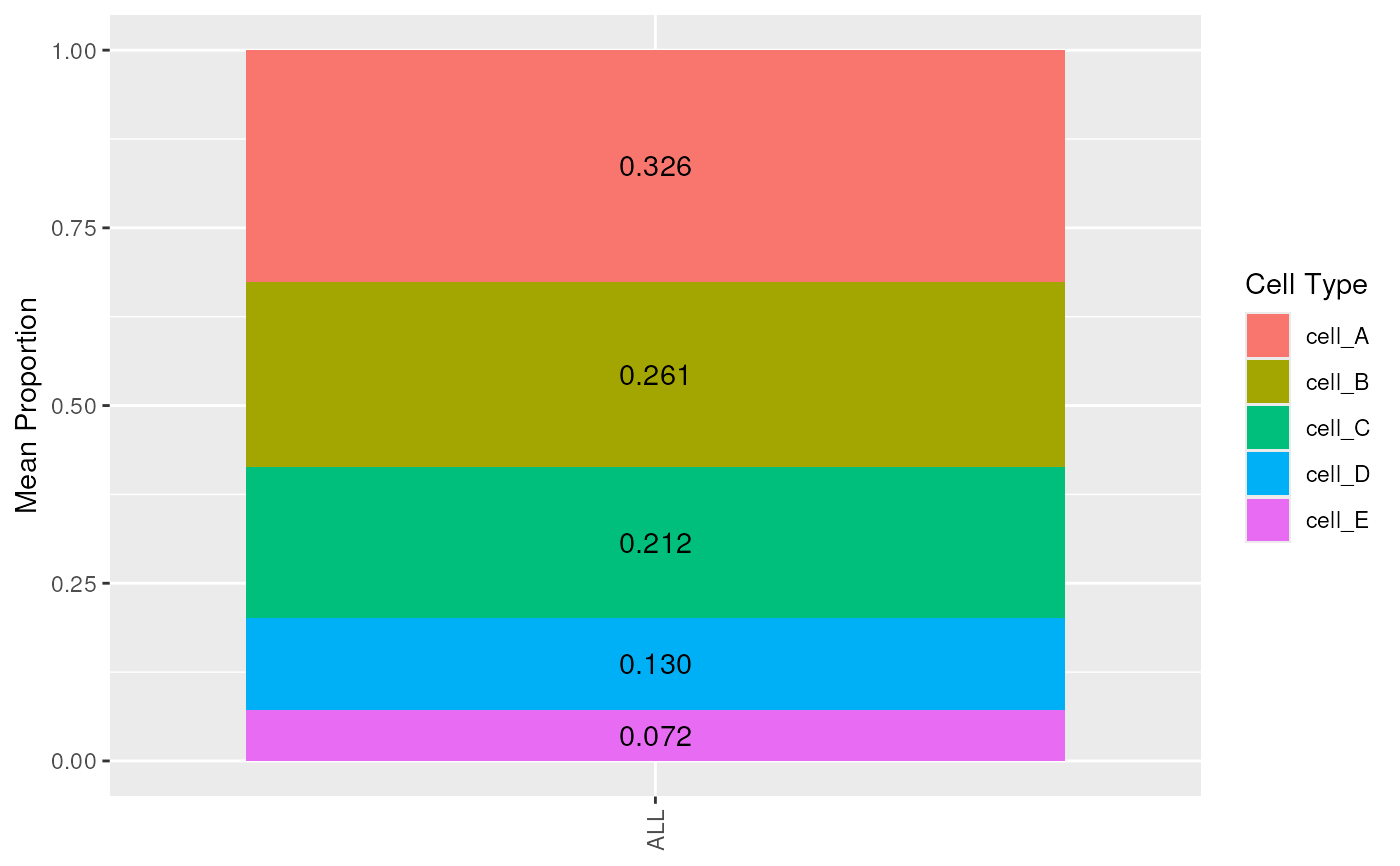 1.00
0.75
0.50
0.25
0.00
Mean Proportion
0.326
0.261
0.212
0.130
0.072
ALL
Cell Type
cell_A
cell_B
cell_C
cell_D
cell_E